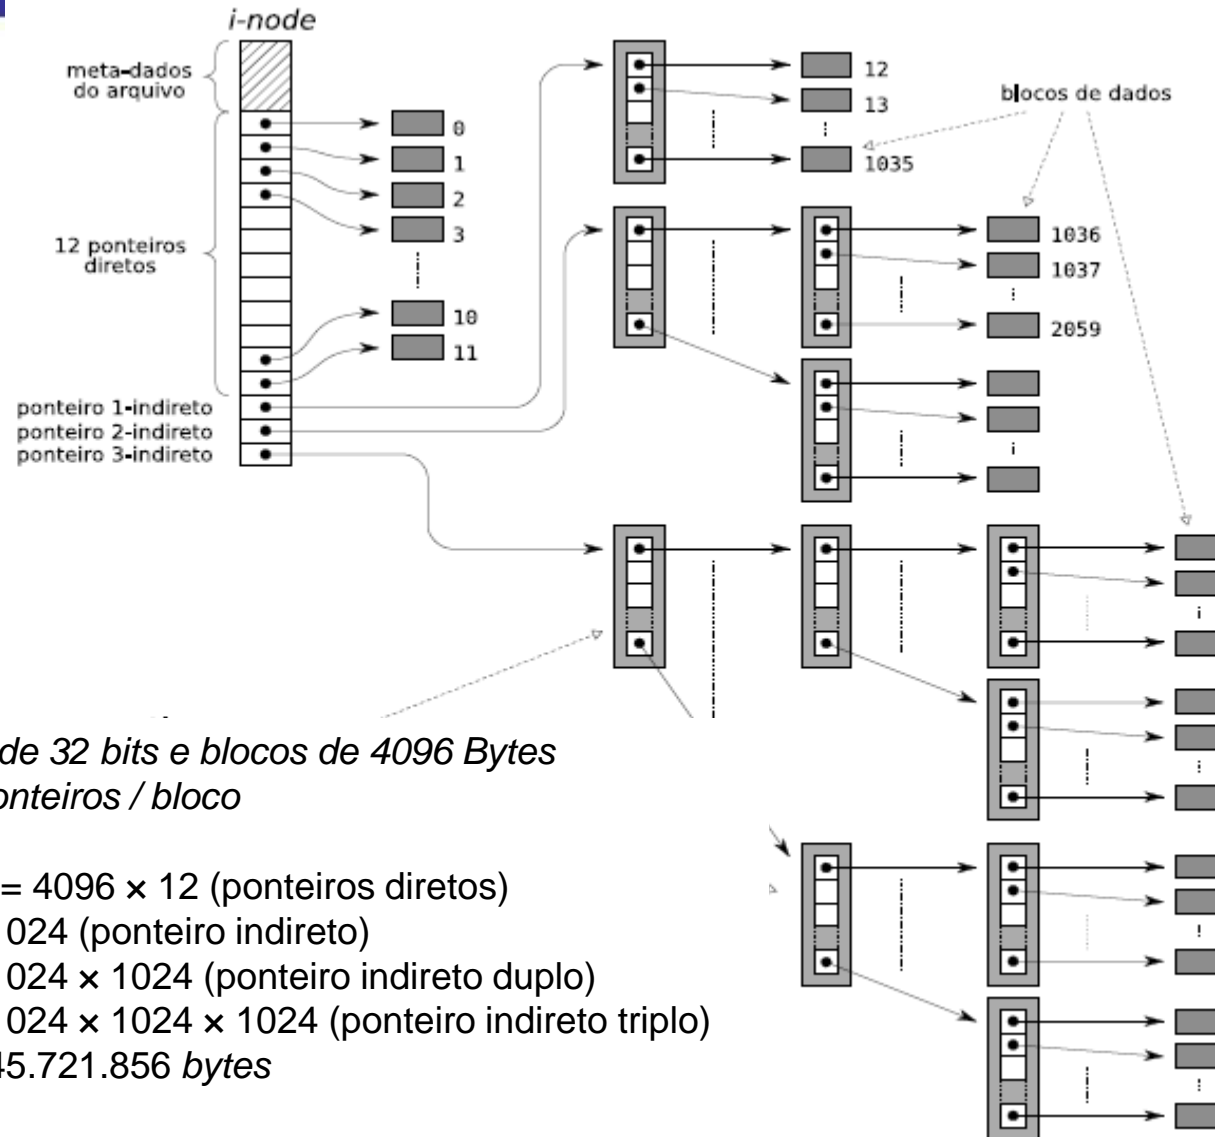 i-node
meta-dados
do arquivo
12 ponteiros
diretos
ponteiro 1-indireto
ponteiro 2-indireto
ponteiro 3-indireto
0
1
2
3
10
11
12
13
1035
blocos de dados
1036
1037
2059
de 32 bits e blocos de 4096 Bytes
onteiros / bloco
= 4096 × 12 (ponteiros diretos)
024 (ponteiro indireto)
024 × 1024 (ponteiro indireto duplo)
024 × 1024 × 1024 (ponteiro indireto triplo)
45.721.856 bytes